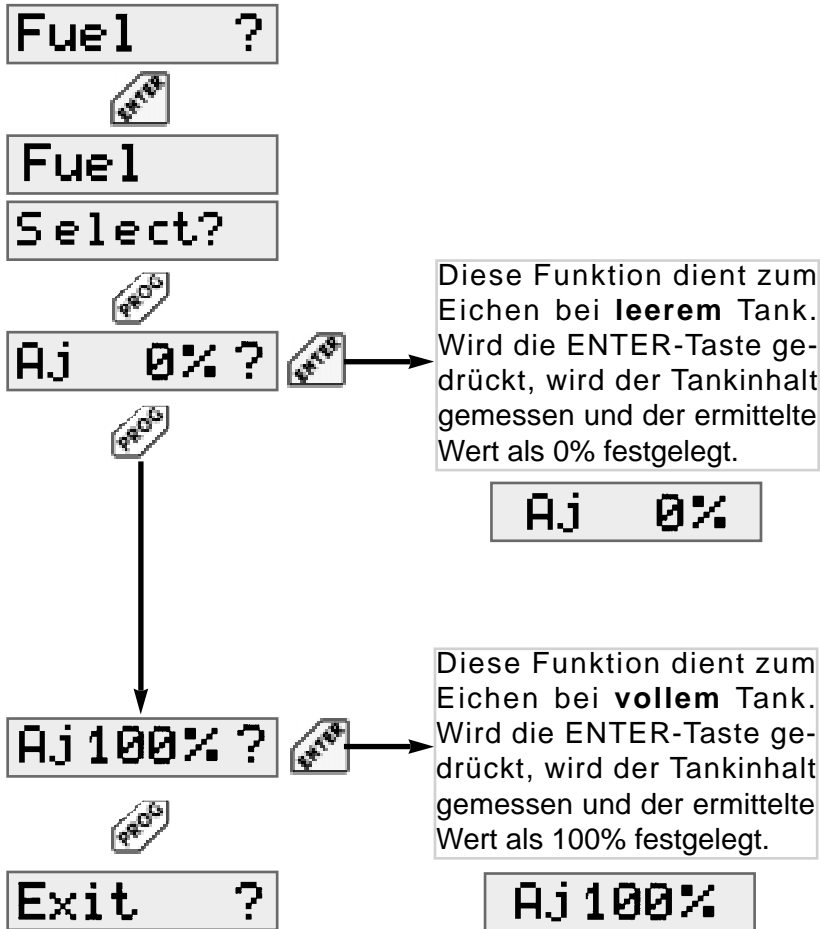 Fuel ?
ENTER
Fuel
Select?
PROG
Aj 0% ?
ENTER
Diese Funktion dient zum
Eichen bei leerem Tank.
Wird die ENTER-Taste ge-
drückt, wird der Tankinhalt
gemessen und der ermittelte
Wert als 0% festgelegt.
PROG
Aj 0%
Aj100% ?
ENTER
Diese Funktion dient zum
Eichen bei vollem Tank.
Wird die ENTER-Taste ge-
drückt, wird der Tankinhalt
gemessen und der ermittelte
Wert als 100% festgelegt.
PROG
Exit ?
Aj100%